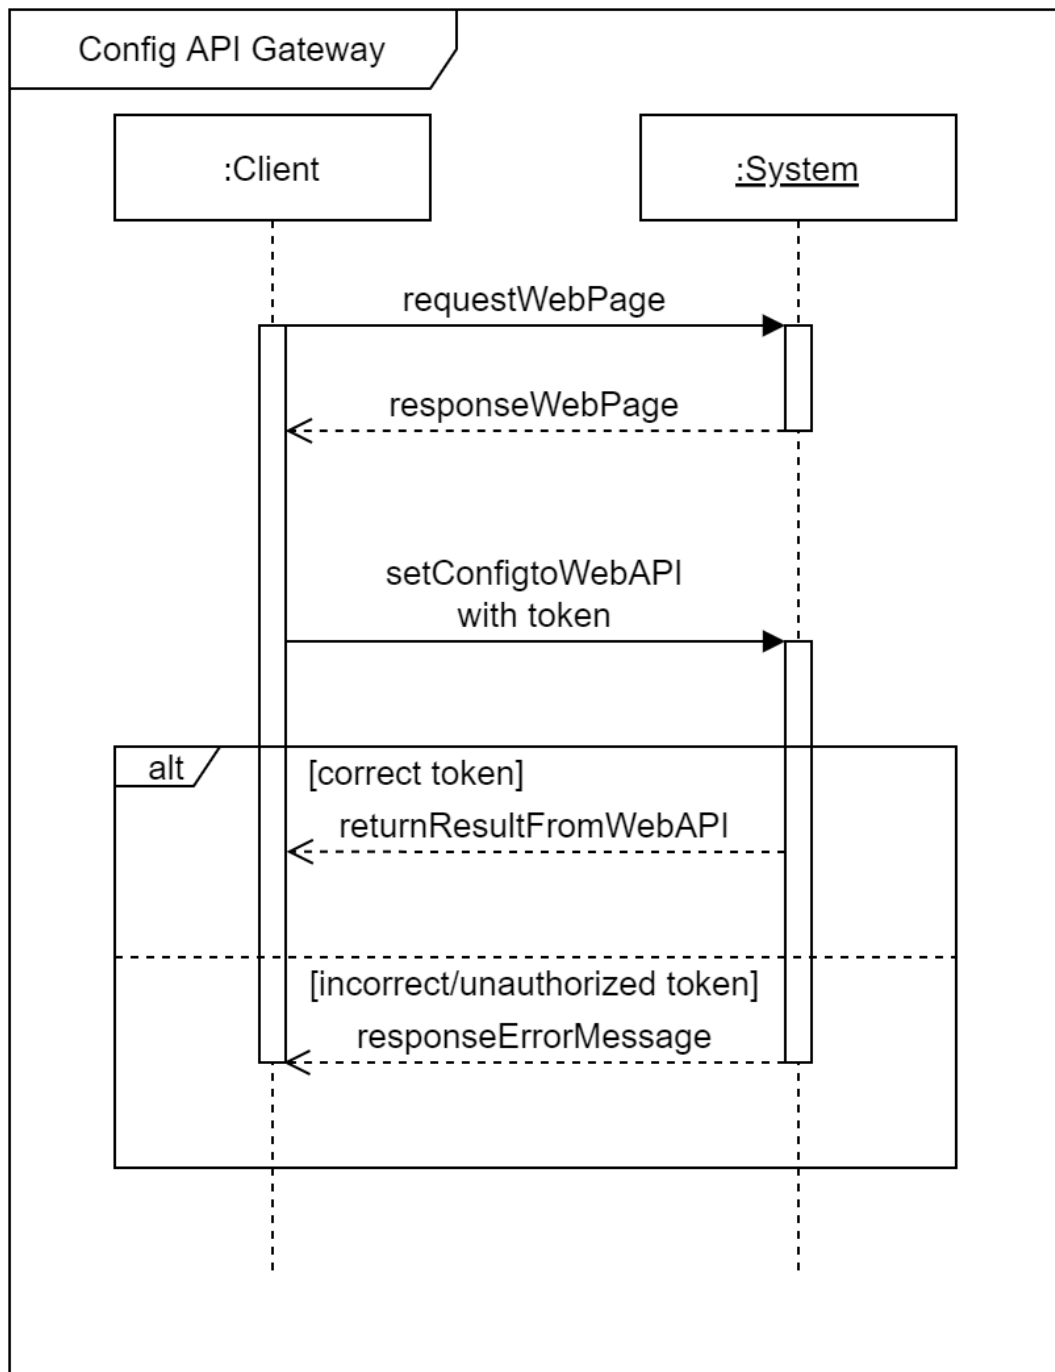 Config API Gateway
:Client
:System
requestWebPage
responseWebPage
setConfigtoWebAPI
with token
alt
[correct token]
returnResultFromWebAPI
[incorrect/unauthorized token]
responseErrorMessage